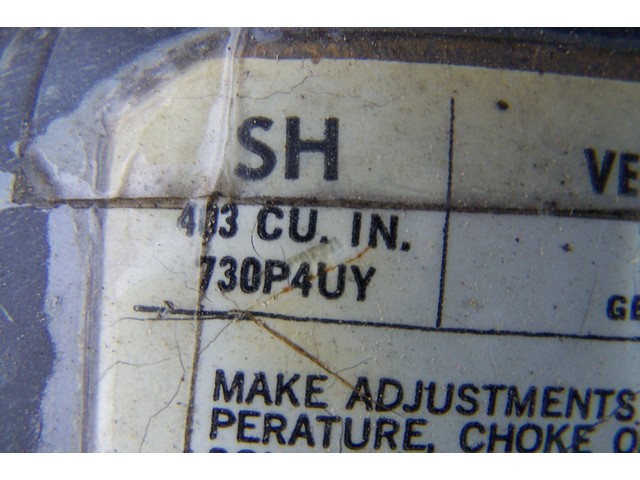 SH
VE
403 CU. IN.
730P4UY
GE
MAKE ADJUSTMENTS
PERATURE, CHOKE O